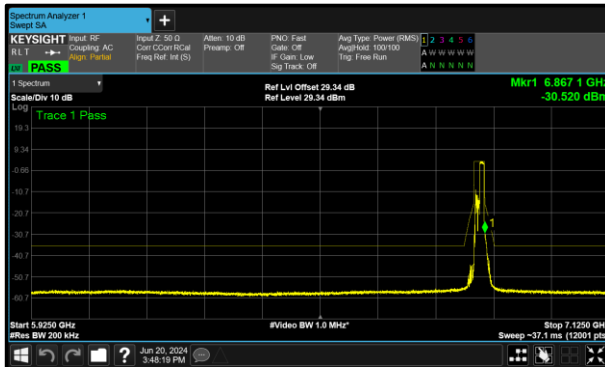 Spectrum Analyzer 1
Swept SA
KEYSIGHT Input: RF Input Z: 50 Ω Atten: 10 dB PNO: Fast Avg Type: Power (RMS) 1 2 3 4 5 6
RLT Coupling: AC Corr CCorr RCal Preamp: Off Gate: Off Avg|Hold: 100/100 A W W W W W
Align: Partial Freq Ref: Int (S) IF Gain: Low Trig: Free Run
Sig Track: Off A N N N N N
PASS
1 Spectrum Ref Lvl Offset 29.34 dB Mkr1 6.867 1 GHz
Scale/Div 10 dB Ref Level 29.34 dBm -30.520 dBm
Log
Trace 1 Pass
19.3
9.34
-0.66
-10.7
-20.7
-30.7
-40.7
-50.7
-60.7
1
Start 5.9250 GHz #Video BW 1.0 MHz* Stop 7.1250 GHz
#Res BW 200 kHz Sweep ~37.1 ms (12001 pts)
? Jun 20, 2024
3:48:19 PM